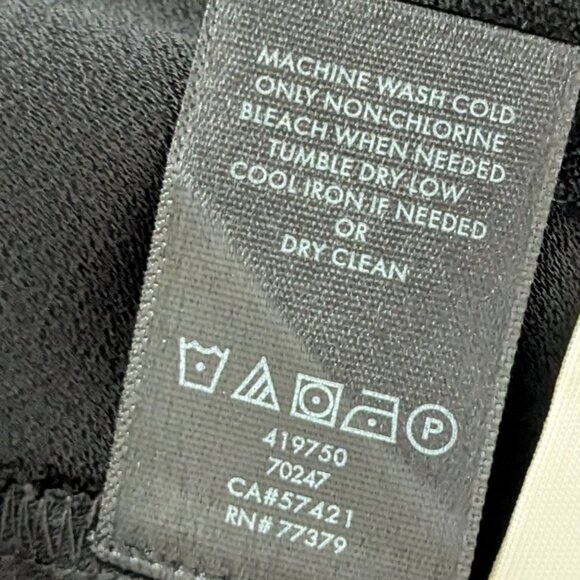 MACHINE WASH COLD
ONLY NON-CHLORINE
BLEACH WHEN NEEDED
TUMBLE DRY LOW
COOL IRON IF NEEDED
OR
DRY CLEAN
P
419750
70247
CA#57421
RN# 77379